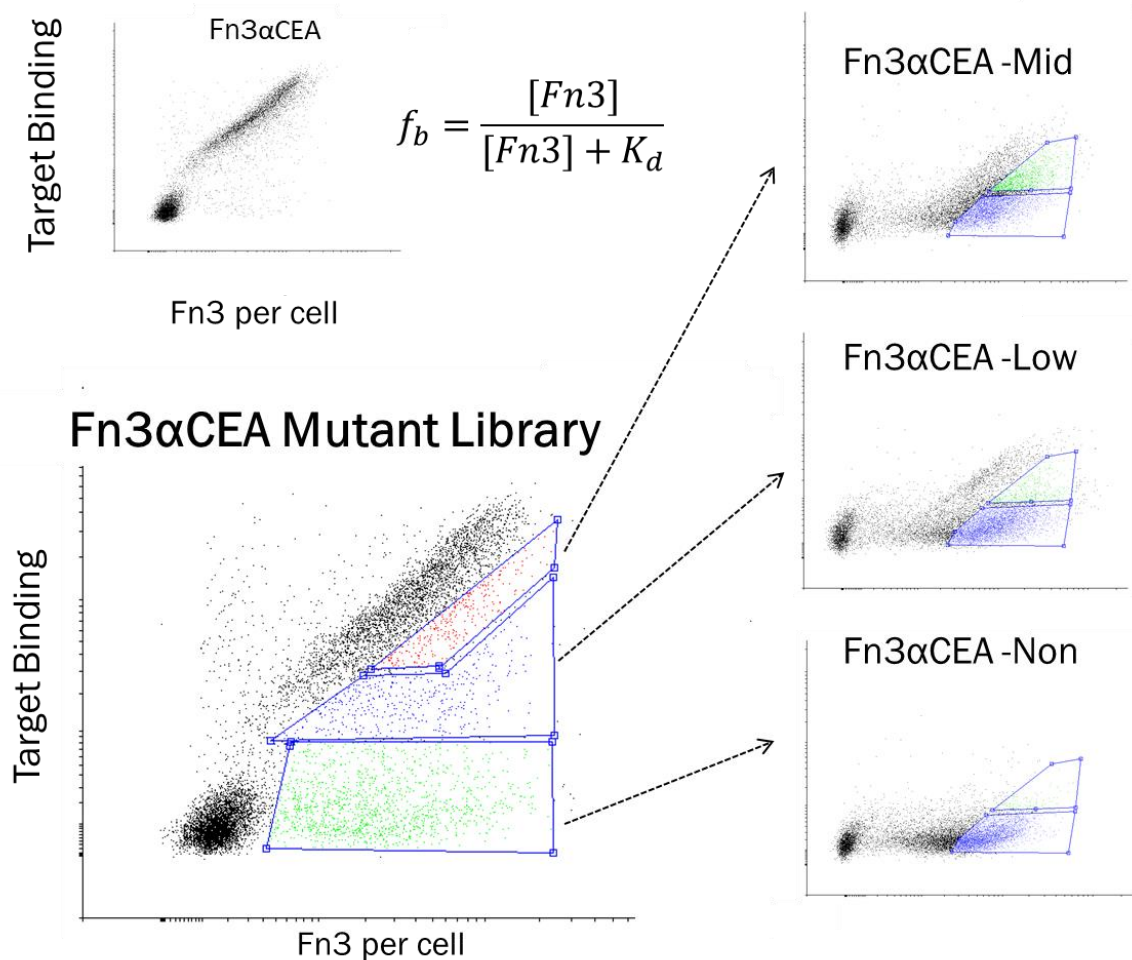 Fn3αCEA
Target Binding
Fn3 per cell
f_b = [Fn3] / ([Fn3] + K_d)
Fn3αCEA -Mid
Fn3αCEA -Low
Fn3αCEA -Non
Fn3αCEA Mutant Library
Target Binding
Fn3 per cell